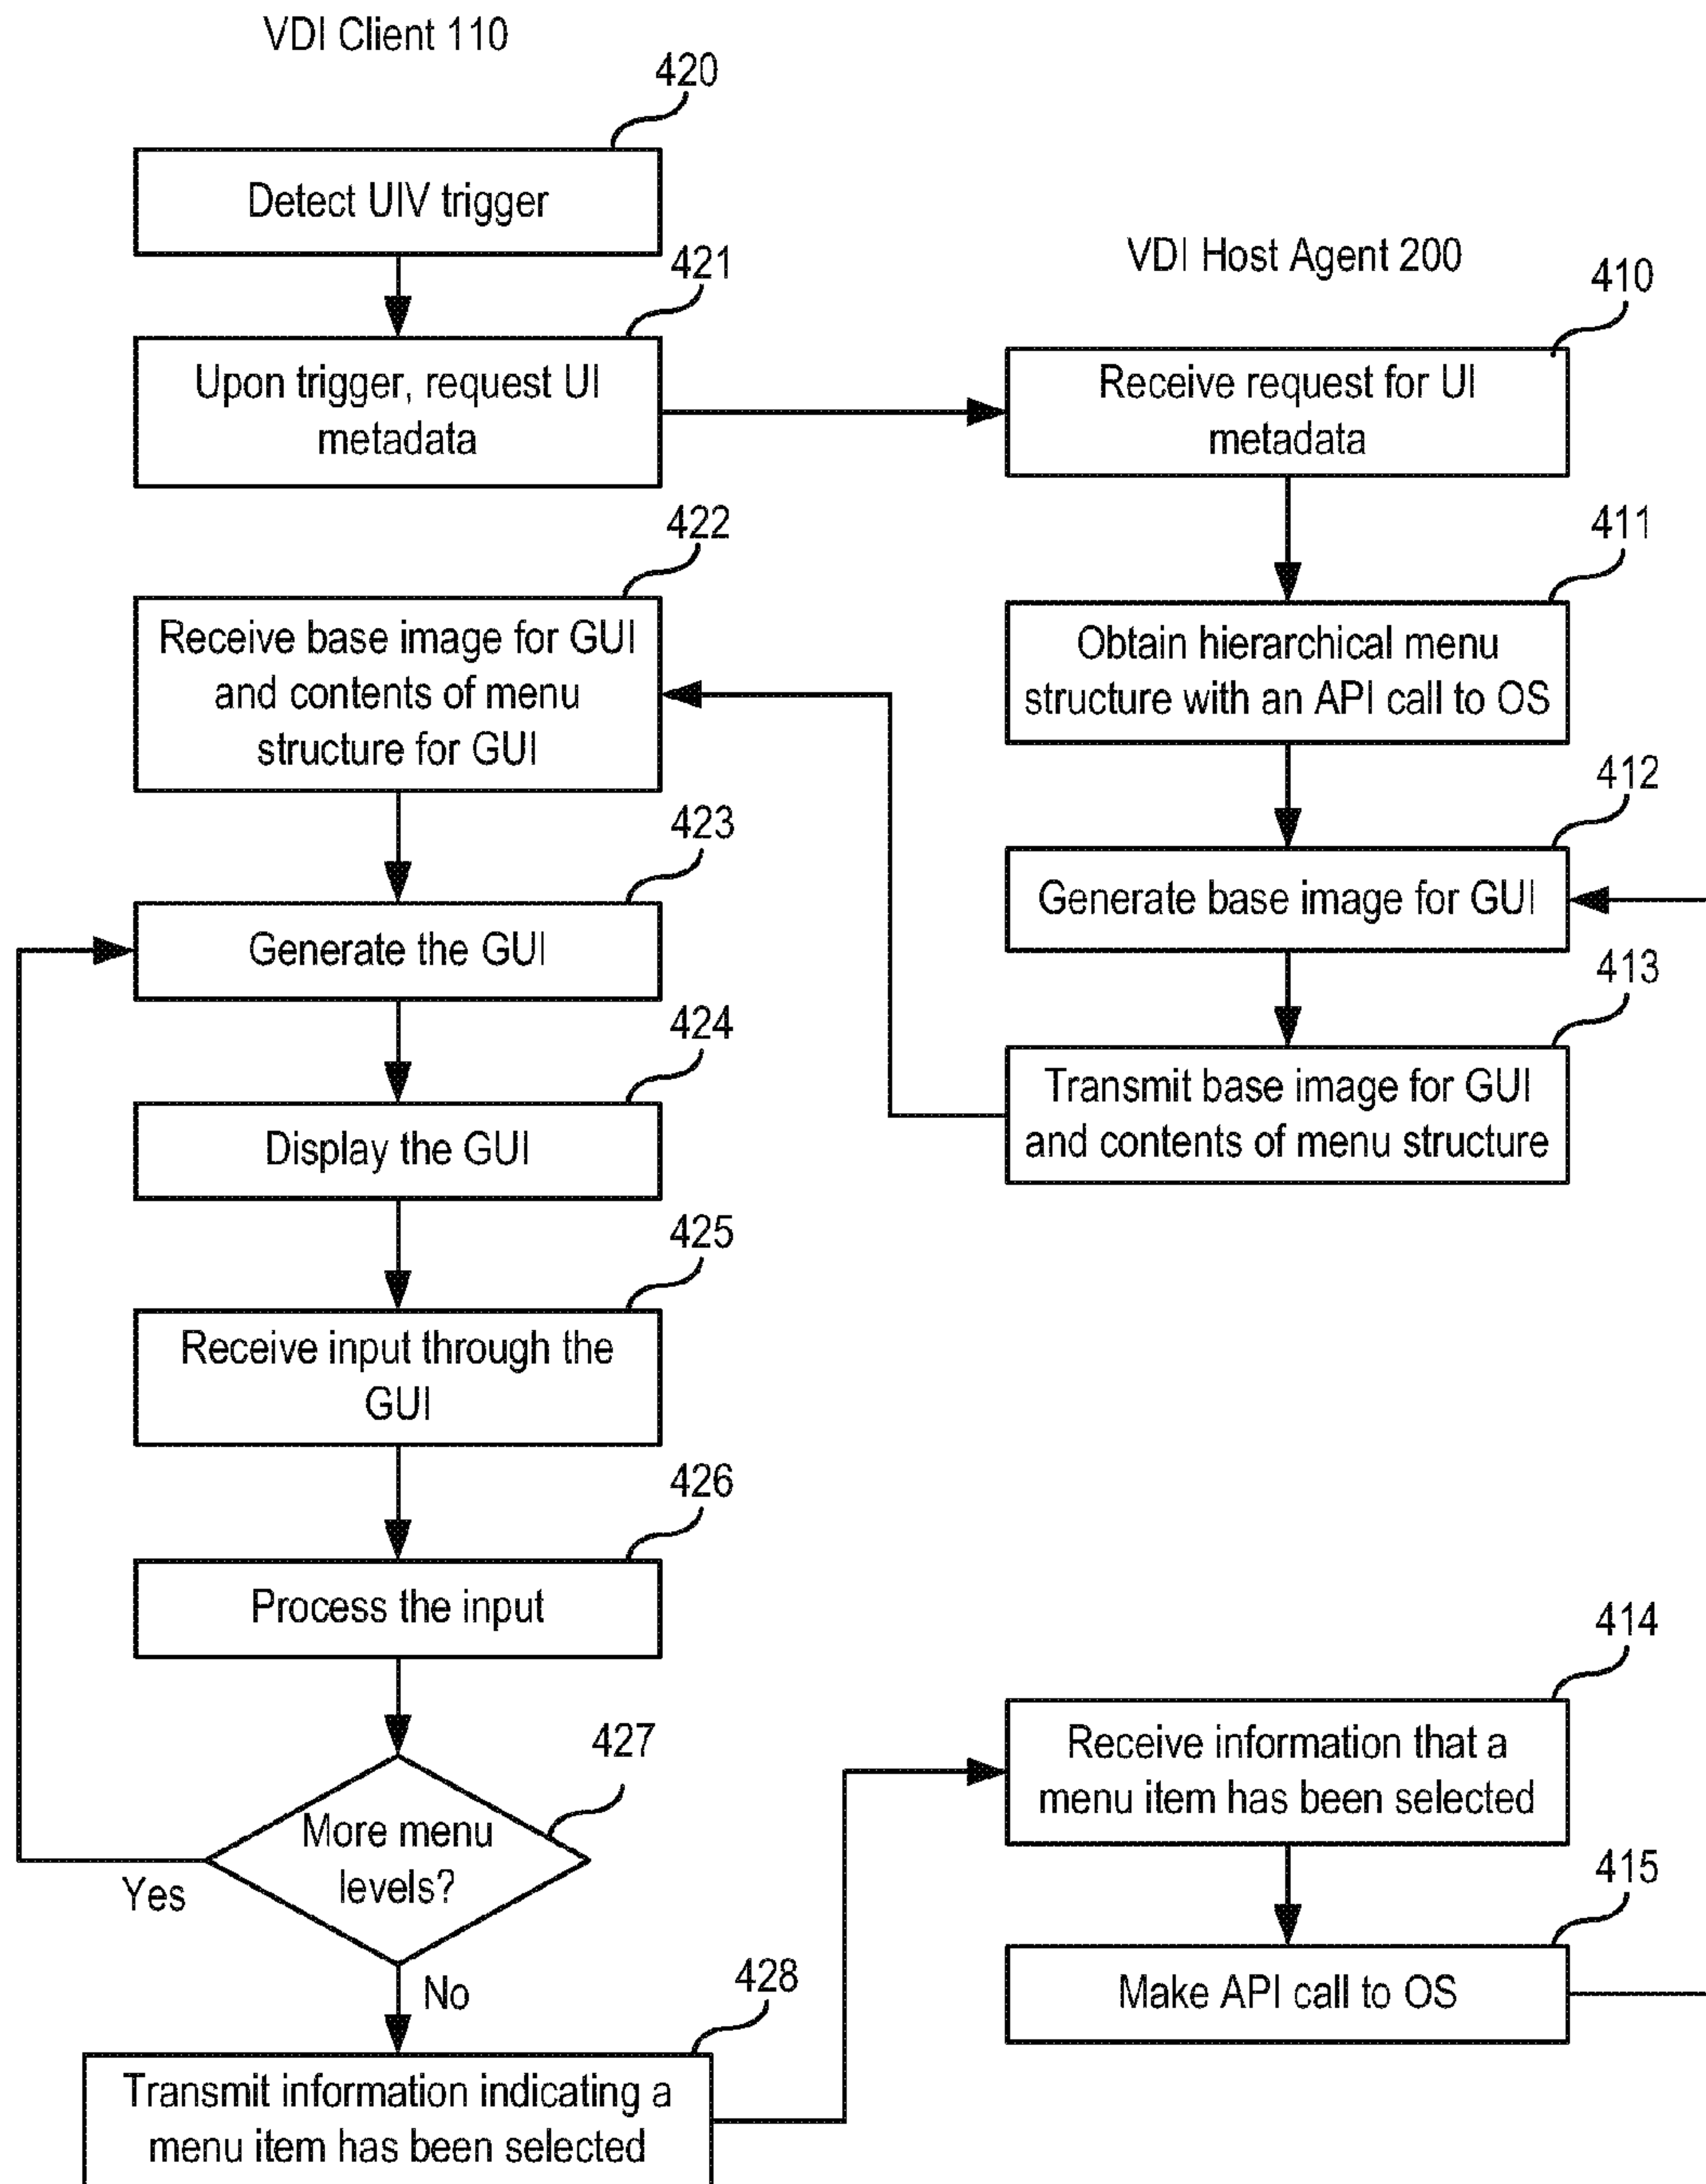 VDI Client 110
420
Detect UIV trigger
421
Upon trigger, request UI
metadata
VDI Host Agent 200
410
Receive request for UI
metadata
411
Obtain hierarchical menu
structure with an API call to OS
422
Receive base image for GUI
and contents of menu
structure for GUI
412
Generate base image for GUI
423
Generate the GUI
413
Transmit base image for GUI
and contents of menu structure
424
Display the GUI
425
Receive input through the
GUI
426
Process the input
427
More menu
levels?
Yes
No
428
Transmit information indicating a
menu item has been selected
414
Receive information that a
menu item has been selected
415
Make API call to OS